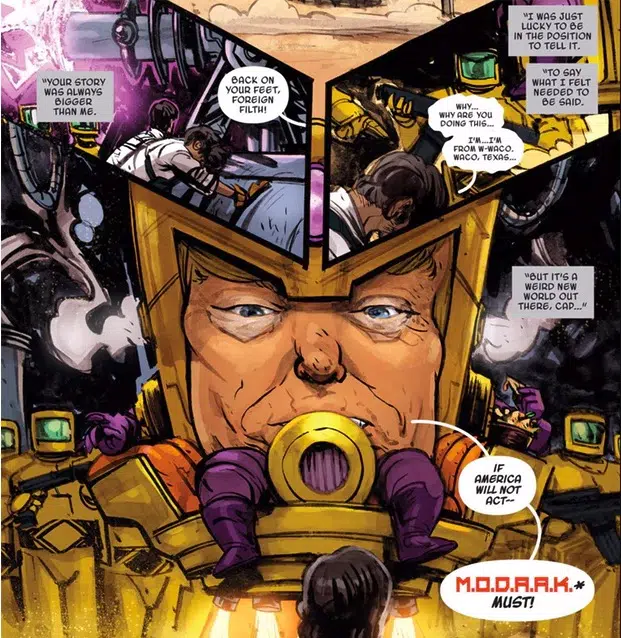 "YOUR STORY
WAS ALWAYS
BIGGER
THAN ME.
BACK ON
YOUR FEET,
FOREIGN
FILTH!
"I WAS JUST
LUCKY TO BE
IN THE POSITION
TO TELL IT.
"TO SAY
WHAT I FELT
NEEDED TO
BE SAID.
WHY...
WHY ARE YOU
DOING THIS...
I'M...I'M
FROM W-WACO.
WACO, TEXAS...
"BUT IT'S A
WEIRD NEW
WORLD OUT
THERE, CAP..."
IF
AMERICA
WILL NOT
ACT--
M.O.D.A.A.K.*
MUST!